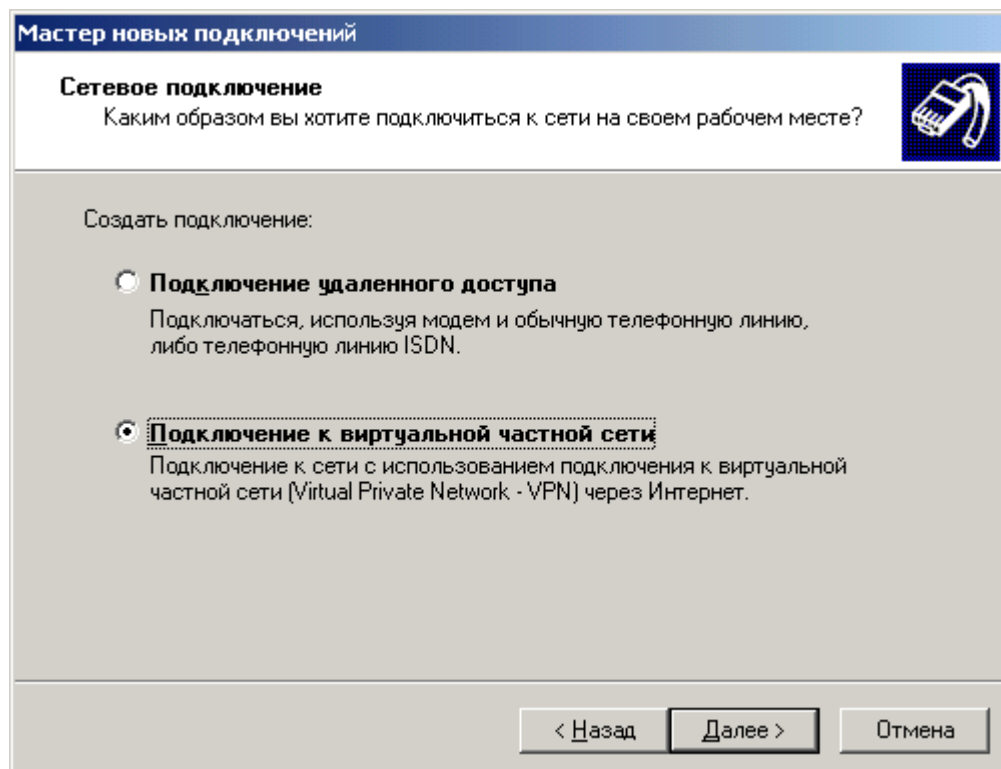 Мастер новых подключений
Сетевое подключение
Каким образом вы хотите подключиться к сети на своем рабочем месте?
Создать подключение:
Подключение удаленного доступа
Подключаться, используя модем и обычную телефонную линию,
либо телефонную линию ISDN.
Подключение к виртуальной частной сети
Подключение к сети с использованием подключения к виртуальной
частной сети (Virtual Private Network - VPN) через Интернет.
< Назад Далее > Отмена